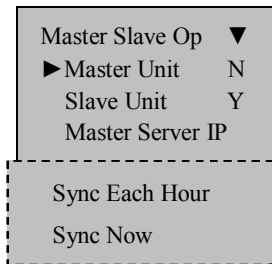 Master Slave Op ▼
►Master Unit N
Slave Unit Y
Master Server IP
Sync Each Hour
Sync Now